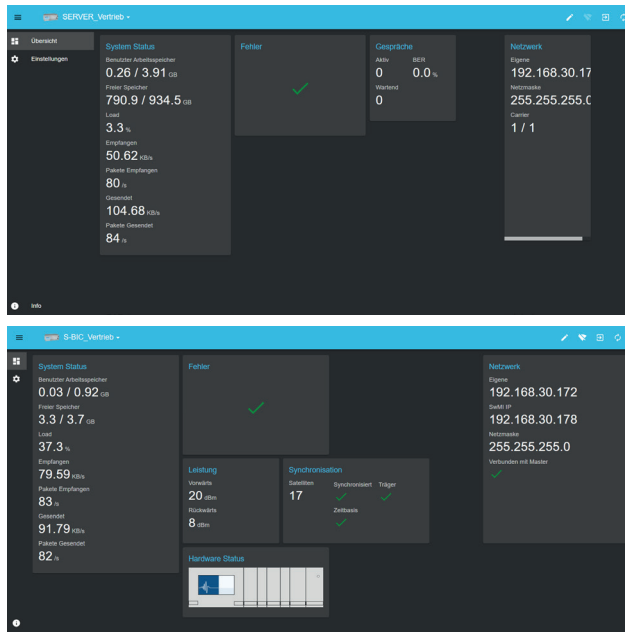 SERVER_Vertrieb
Übersicht
Einstellungen
System Status
Benutzer Arbeitsspeicher
0.26 / 3.91 GB
Freier Speicher
790.9 / 934.5 GB
Load
3.3 %
Empfangen
50.62 KB/s
Pakete Empfangen
80 /s
Gesendet
104.68 KB/s
Pakete Gesendet
84 /s
Fehler
Gespräche
Aktiv BER
0 0.0 %
Wartend
0
Netzwerk
Eigene
192.168.30.17
Netzmaske
255.255.255.0
Carrier
1 / 1
Info
S-BIC_Vertrieb
System Status
Benutzer Arbeitsspeicher
0.03 / 0.92 GB
Freier Speicher
3.3 / 3.7 GB
Load
37.3 %
Empfangen
79.59 KB/s
Pakete Empfangen
83 /s
Gesendet
91.79 KB/s
Pakete Gesendet
82 /s
Fehler
Leistung
Vorwärts
20 dBm
Rückwärts
8 dBm
Synchronisation
Satelliten Synchronisiert Träger
17
Zeitbasis
Hardware Status
Netzwerk
Eigene
192.168.30.172
SwMI IP
192.168.30.178
Netzmaske
255.255.255.0
Verbunden mit Master